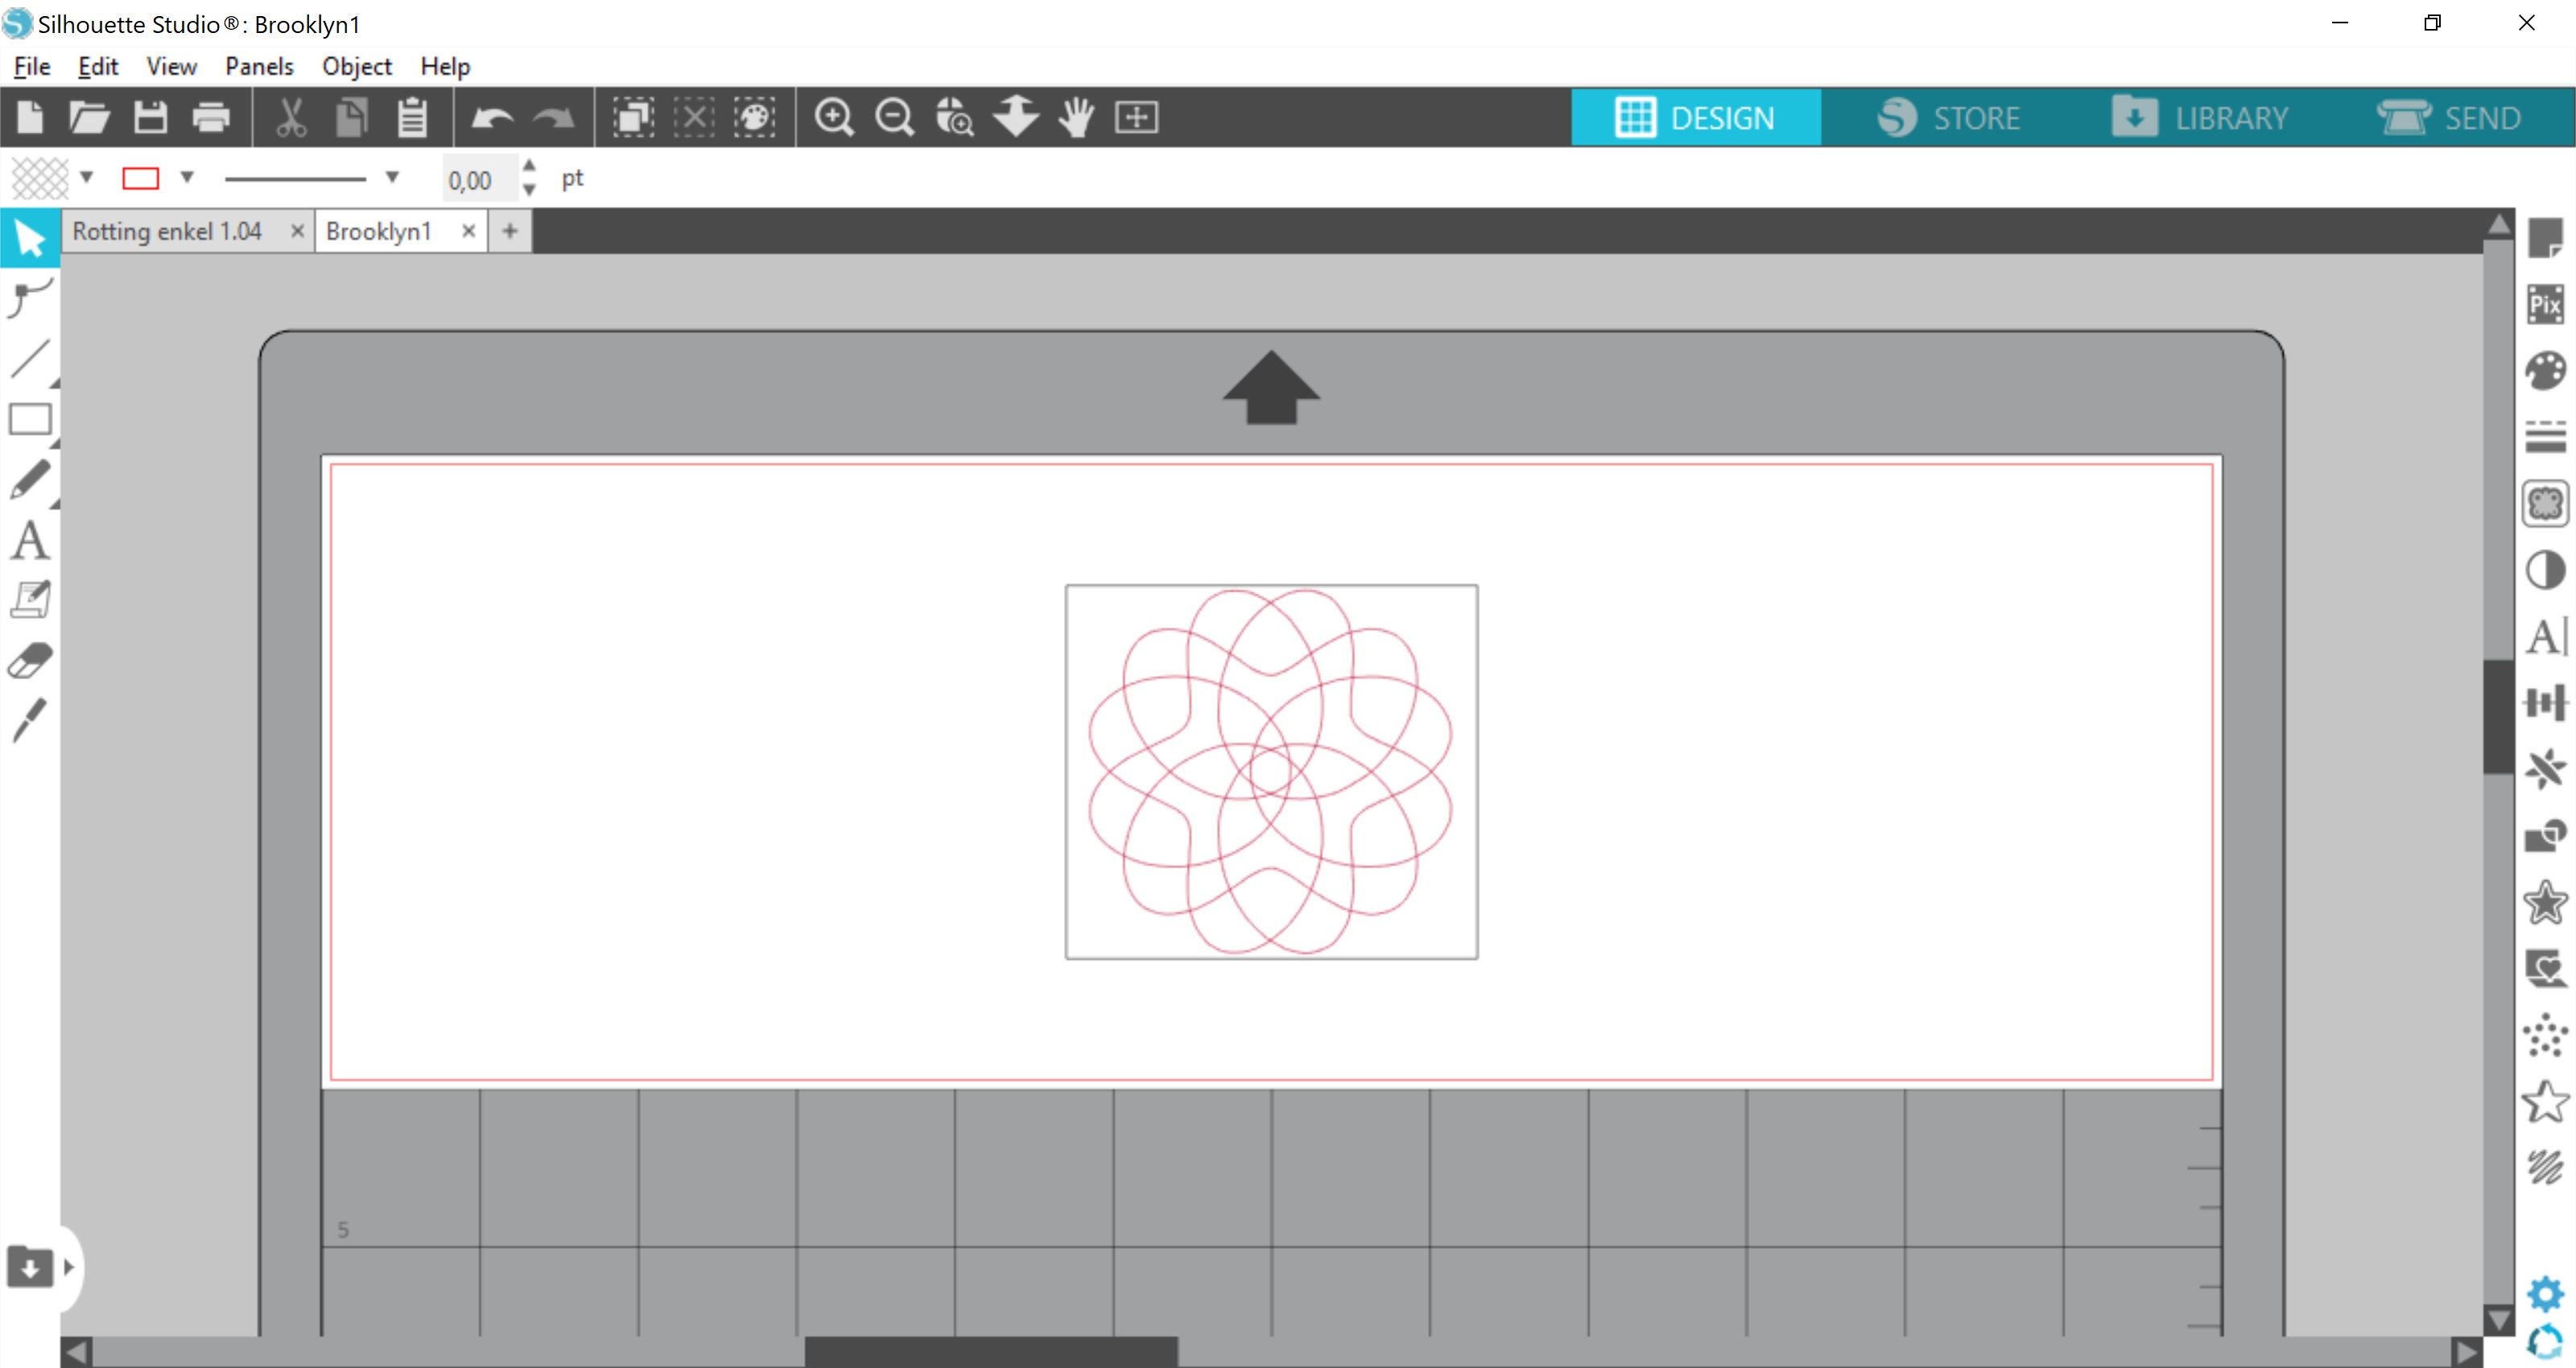 Silhouette Studio®: Brooklyn1
File Edit View Panels Object Help
DESIGN STORE LIBRARY SEND
0,00 pt
Rotting enkel 1.04 Brooklyn1
Pix
A
A
5